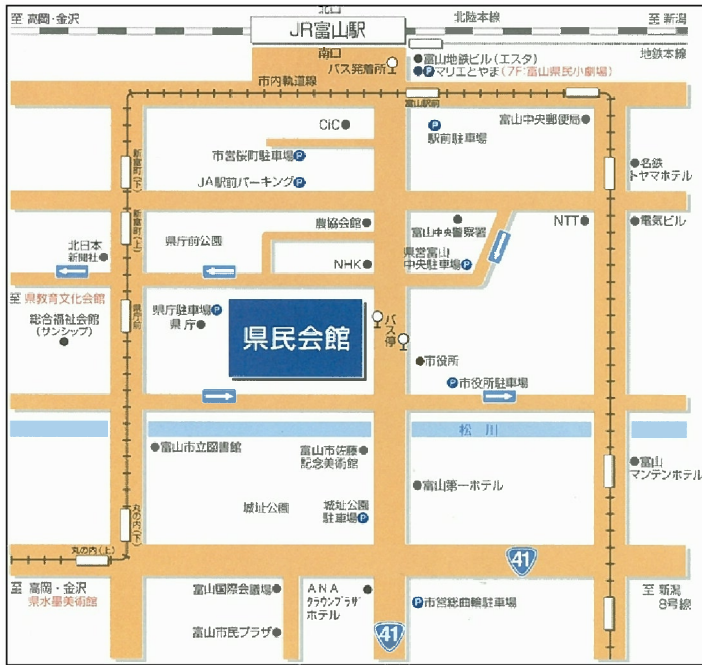 北口
北陸本線
至 高岡・金沢
至 新潟
JR富山駅
南口
地鉄本線
バス発着所
富山地鉄ビル(エスタ)
P マリエとやま(7F:富山県民小劇場)
市内軌道線
富山駅前
CiC
富山中央郵便局
P
駅前駐車場
市営桜町駐車場 P
新富町(下)
名鉄
トヤマホテル
JA駅前パーキング P
農協会館
富山中央警察署
NTT
電気ビル
新富町(上)
県庁前公園
北日本
新聞社
県営富山
中央駐車場 P
NHK
至 県教育文化会館
県庁駐車場 P
県庁
県庁前
総合福祉会館
(サンシップ)
県民会館
バス停
市役所
P 市役所駐車場
松川
富山市立図書館
富山市佐藤
記念美術館
富山
マンテンホテル
富山第一ホテル
城址公園
城址公園
駐車場 P
丸の内(下)
丸の内(上)
41
至 高岡・金沢
県水墨美術館
富山国際会議場
ANA
クラウンプラザ
ホテル
P 市営総曲輪駐車場
至 新潟
8号線
富山市民プラザ
41